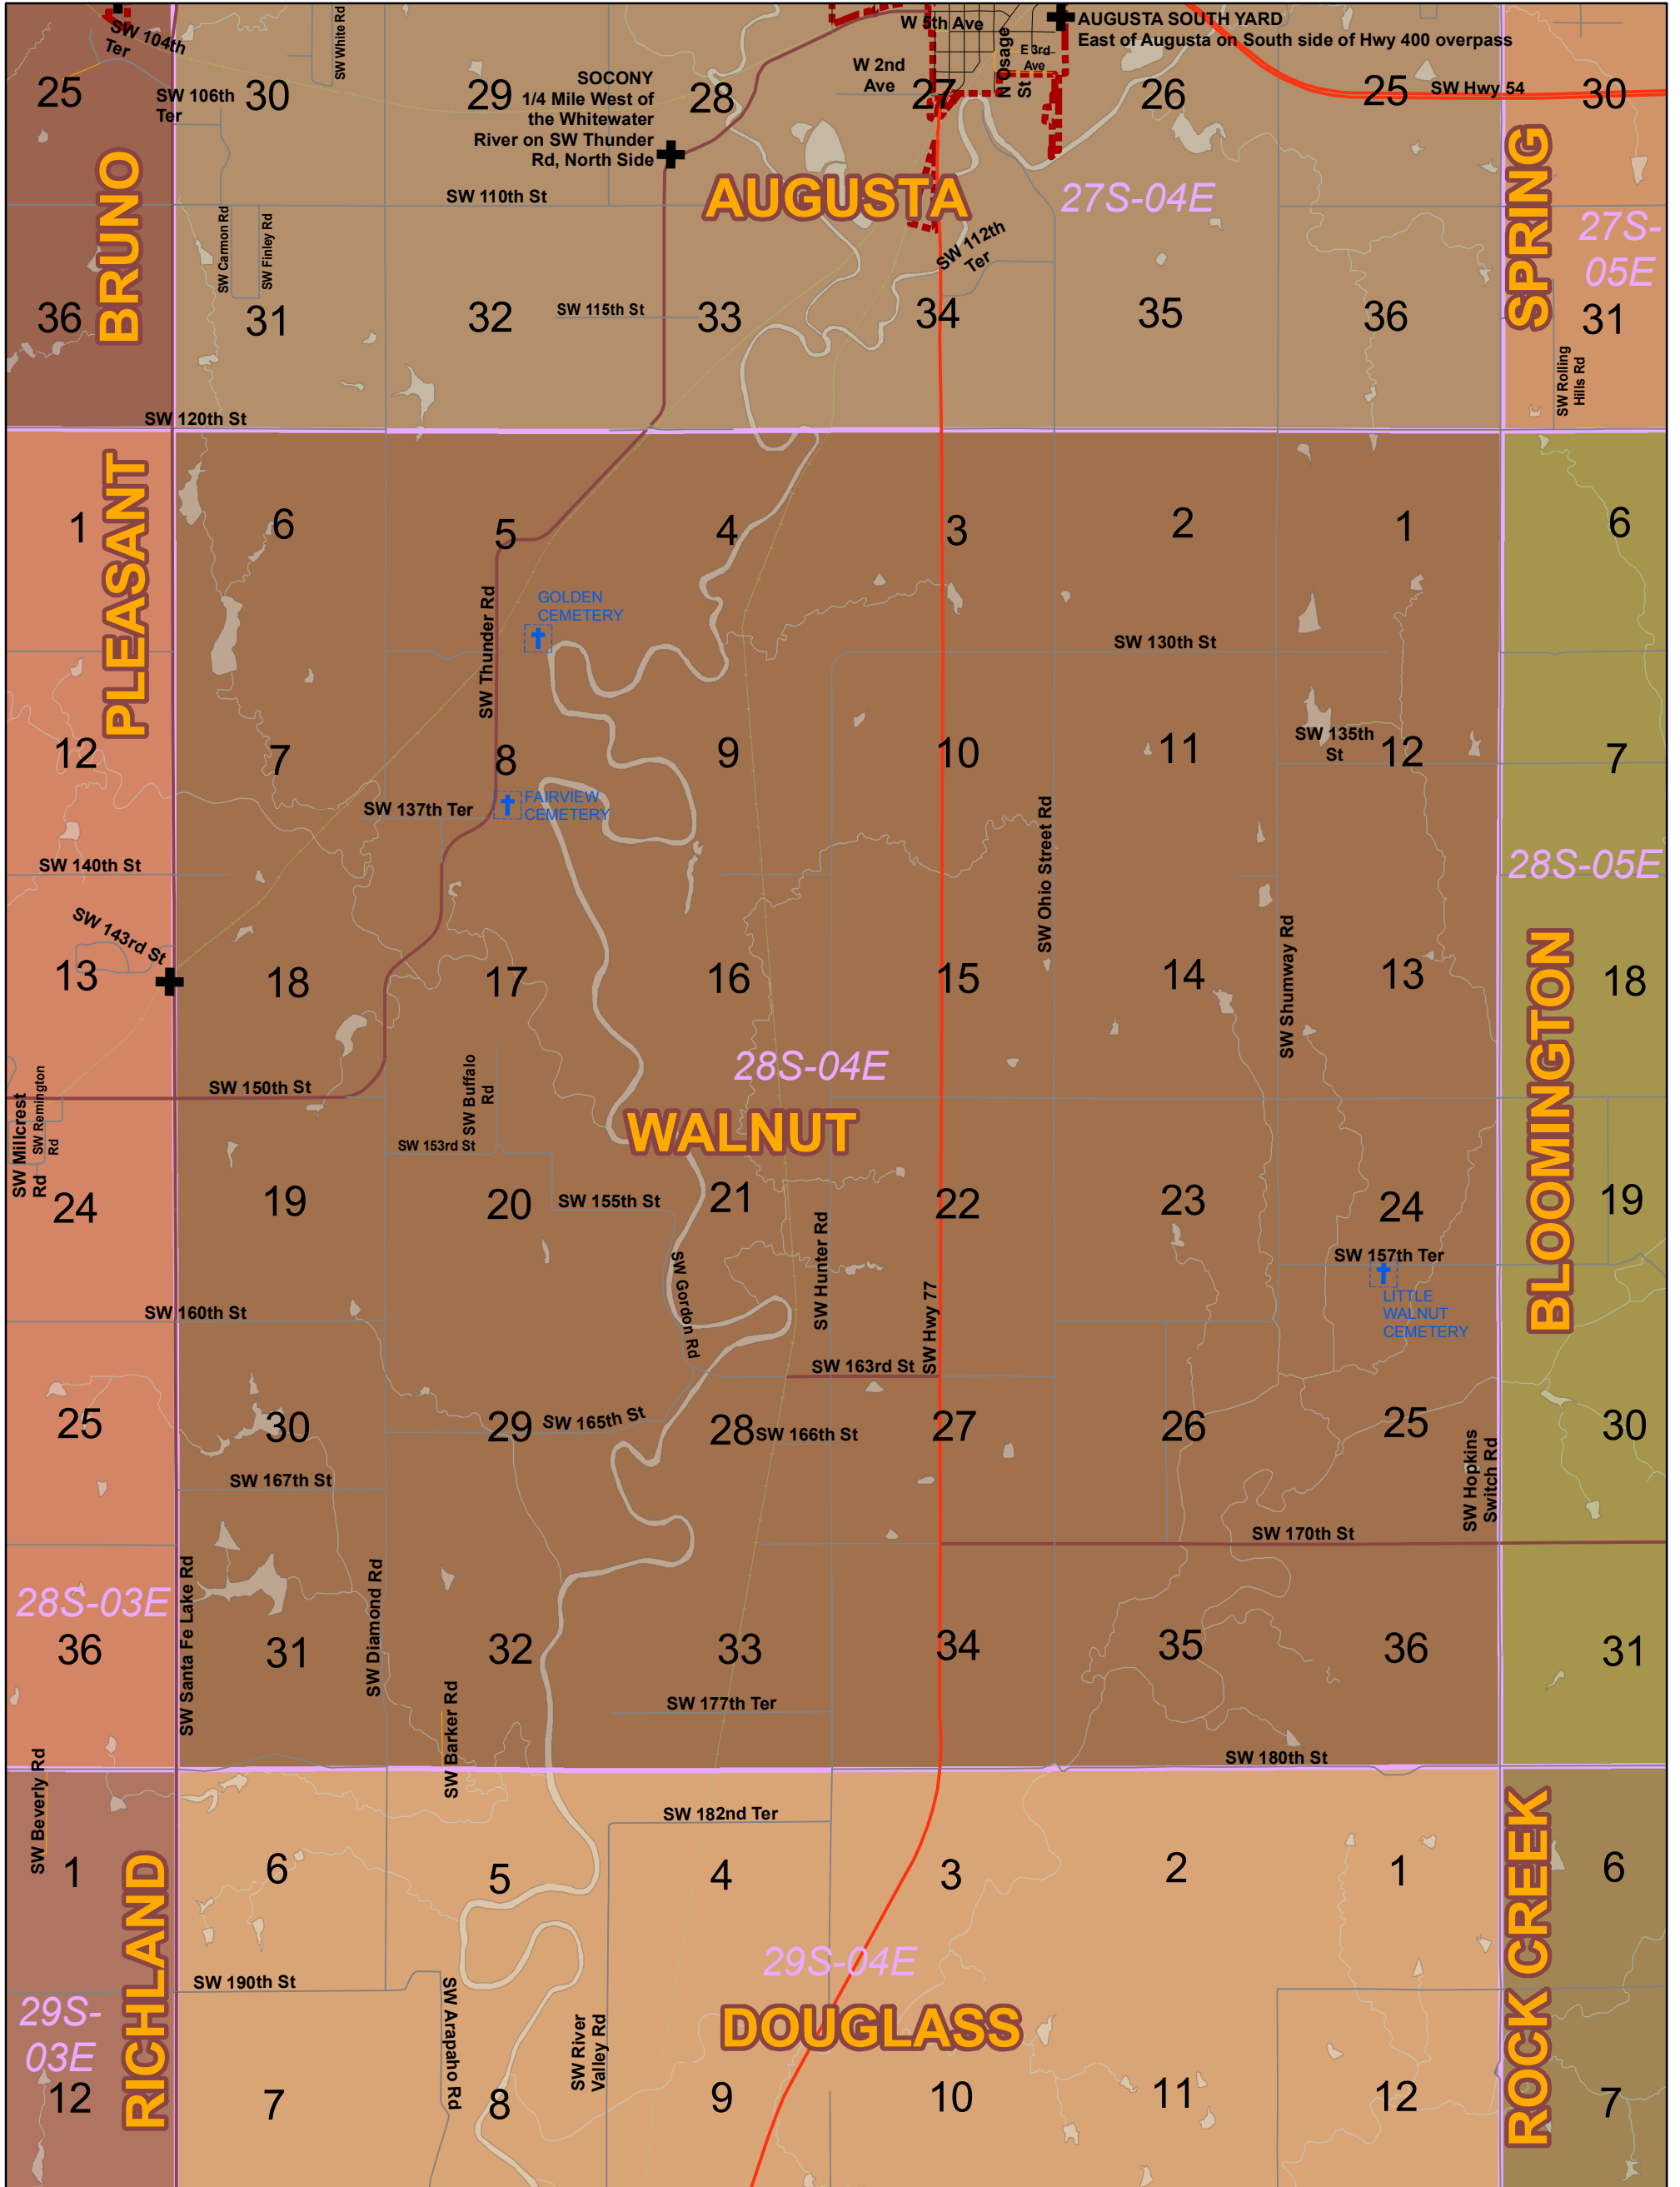 SW 104th
Ter
SW White Rd
W 5th Ave
AUGUSTA SOUTH YARD
East of Augusta on South side of Hwy 400 overpass
N Osage
St
E 3rd
Ave
W 2nd
Ave
SOCONY
1/4 Mile West of
the Whitewater
River on SW Thunder
Rd, North Side
25
SW 106th
Ter
30
29
28
27
26
25
SW Hwy 54
30
BRUNO
SW 110th St
AUGUSTA
27S-04E
SPRING
27S-
05E
SW Carmon Rd
SW Finley Rd
SW 112th
Ter
36
31
32
SW 115th St
33
34
35
36
31
SW Rolling
Hills Rd
SW 120th St
PLEASANT
1
6
5
4
3
2
1
6
GOLDEN
CEMETERY
SW Thunder Rd
SW 130th St
12
7
8
9
10
11
SW 135th
St
12
7
SW 137th Ter
FAIRVIEW
CEMETERY
SW Ohio Street Rd
SW 140th St
28S-05E
SW 143rd St
13
18
17
16
15
14
SW Shumway Rd
13
18
BLOOMINGTON
28S-04E
SW Millcrest
Rd
SW Remington
Rd
SW 150th St
SW Buffalo
Rd
WALNUT
SW 153rd St
24
19
20
SW 155th St
21
22
23
24
19
SW Gordon Rd
SW Hunter Rd
SW Hwy 77
SW 157th Ter
LITTLE
WALNUT
CEMETERY
SW 160th St
SW 163rd St
25
30
29
SW 165th St
28
SW 166th St
27
26
25
30
SW Hopkins
Switch Rd
SW 167th St
SW 170th St
28S-03E
SW Santa Fe Lake Rd
SW Diamond Rd
36
31
32
33
34
35
36
31
SW Barker Rd
SW 177th Ter
SW 180th St
SW Beverly Rd
SW 182nd Ter
1
6
5
4
3
2
1
6
RICHLAND
ROCK CREEK
29S-04E
SW 190th St
29S-
03E
SW Arapaho Rd
SW River
Valley Rd
DOUGLASS
12
7
8
9
10
11
12
7